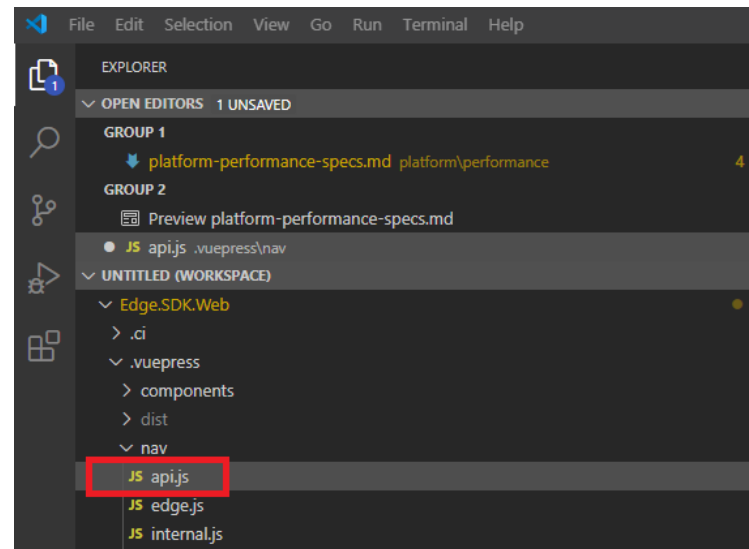 File Edit Selection View Go Run Terminal Help
EXPLORER
1
OPEN EDITORS 1 UNSAVED
GROUP 1
platform-performance-specs.md platform\performance 4
GROUP 2
Preview platform-performance-specs.md
JS api.js .vuepress\nav
UNTITLED (WORKSPACE)
Edge.SDK.Web
.ci
.vuepress
components
dist
nav
JS api.js
JS edge.js
JS internal.js